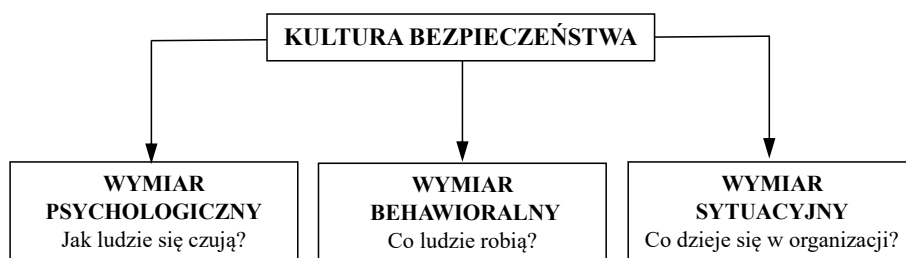 KULTURA BEZPIECZEŃSTWA
WYMIAR
PSYCHOLOGICZNY
Jak ludzie się czują?
WYMIAR
BEHAWIORALNY
Co ludzie robią?
WYMIAR
SYTUACYJNY
Co dzieje się w organizacji?